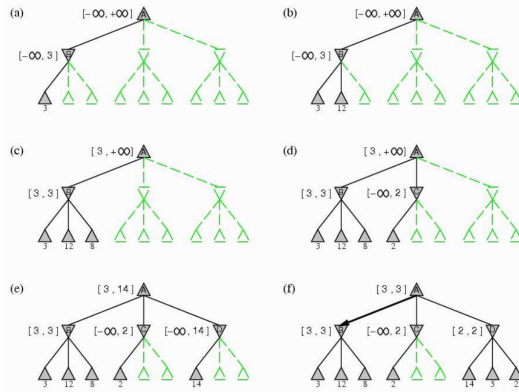 (a) [-∞, +∞] A
[-∞, 3] B
3
(b) [-∞, +∞] A
[-∞, 3] B
3 12
(c) [3, +∞] A
[3, 3] B
3 12 8
(d) [3, +∞] A
[3, 3] B [-∞, 2] C
3 12 8 2
(e) [3, 14] A
[3, 3] B [-∞, 2] C [-∞, 14] D
3 12 8 2 14
(f) [3, 3] A
[3, 3] B [-∞, 2] C [2, 2] D
3 12 8 2 14 5 2